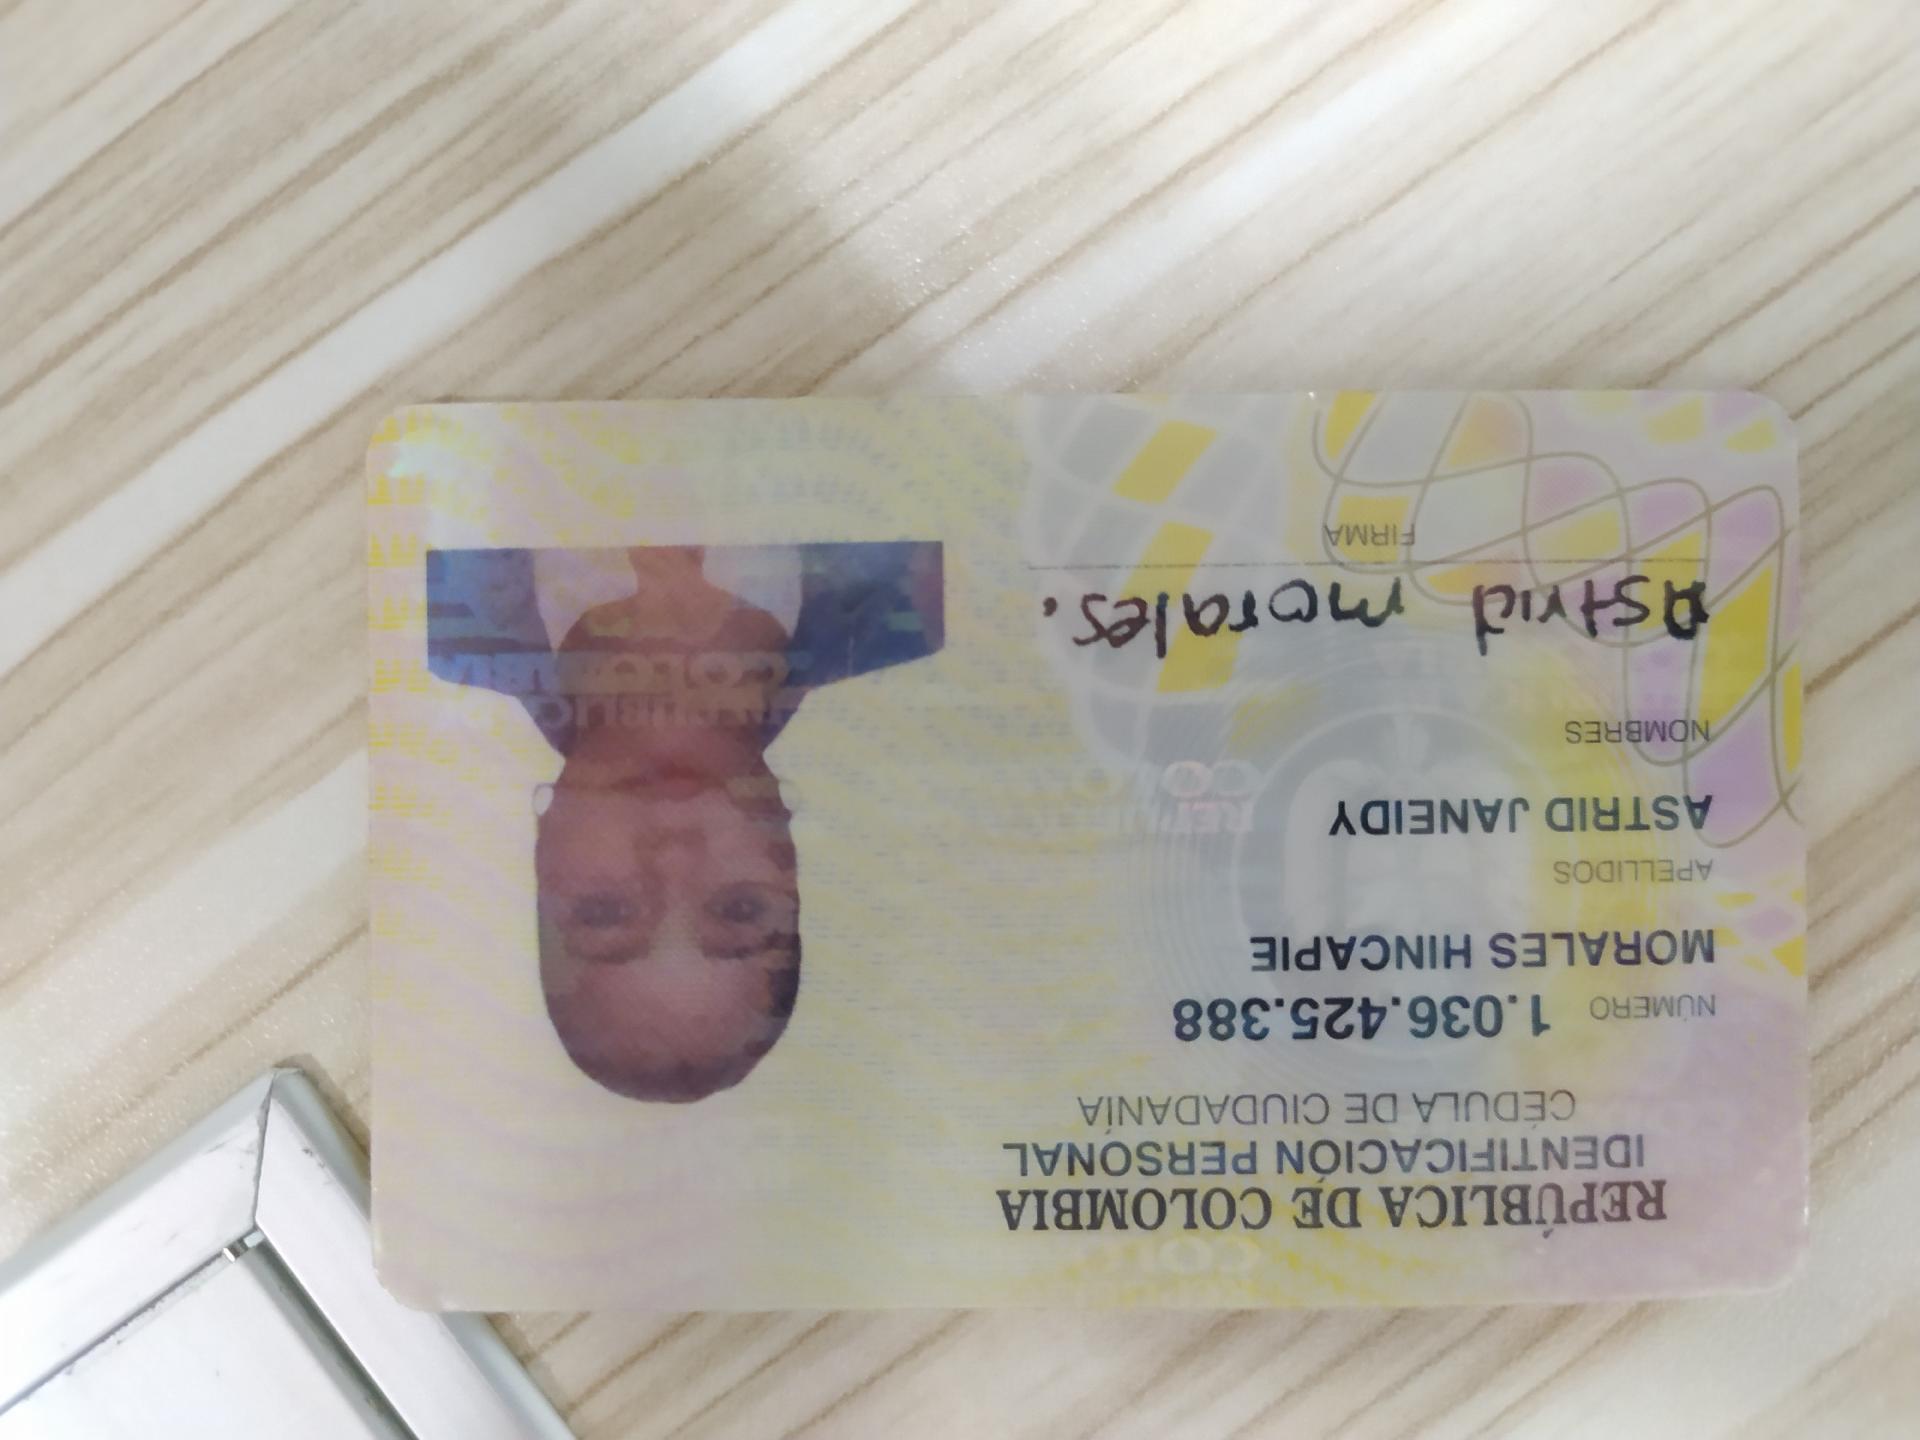 REPÚBLICA DE COLOMBIA
IDENTIFICACIÓN PERSONAL
CÉDULA DE CIUDADANÍA
NÚMERO 1.036.425.388
MORALES HINCAPIE
APELLIDOS
ASTRID JANEIDY
NOMBRES
Astrid morales.
FIRMA